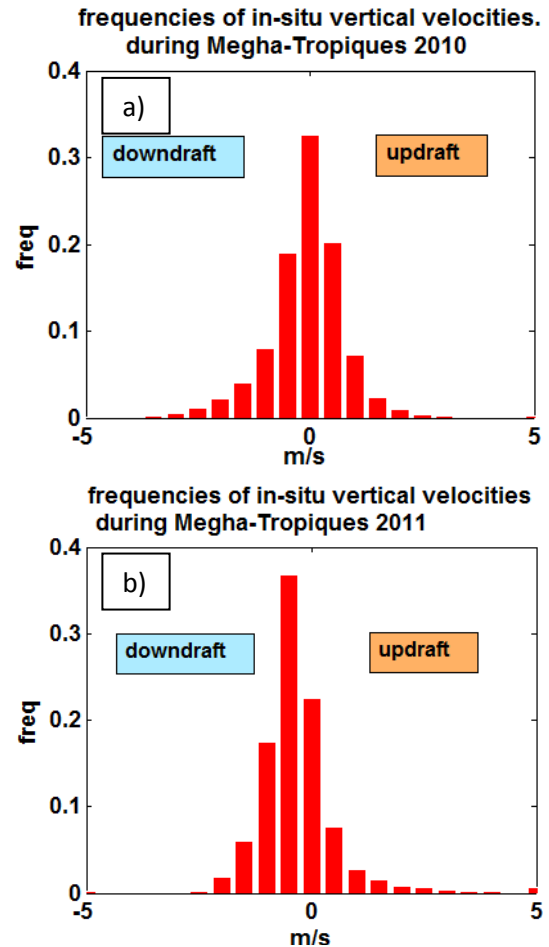 frequencies of in-situ vertical velocities.
during Megha-Tropiques 2010
0.4
a)
downdraft
updraft
0.3
freq
0.2
0.1
0
-5
0
5
m/s
frequencies of in-situ vertical velocities
during Megha-Tropiques 2011
0.4
b)
downdraft
updraft
0.3
freq
0.2
0.1
0
-5
0
5
m/s